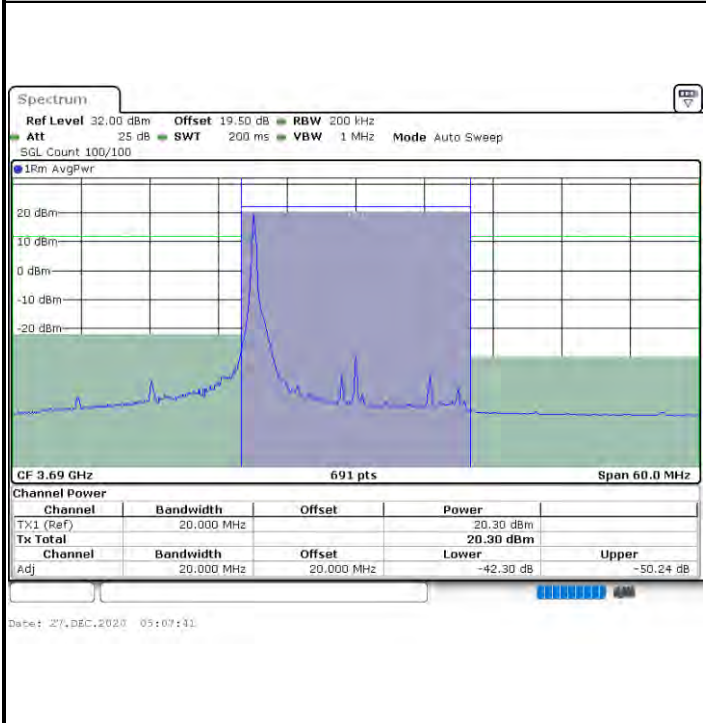 Spectrum
Ref Level 32.00 dBm Offset 19.50 dB RBW 200 kHz
Att 25 dB SWT 200 ms VBW 1 MHz Mode Auto Sweep
SGL Count 100/100
1Rm AvgPwr
20 dBm
10 dBm
0 dBm
-10 dBm
-20 dBm
CF 3.69 GHz 691 pts Span 60.0 MHz
Channel Power
Channel Bandwidth Offset Power
TX1 (Ref) 20.000 MHz 20.30 dBm
Tx Total 20.30 dBm
Channel Bandwidth Offset Lower Upper
Adj 20.000 MHz 20.000 MHz -42.30 dB -50.24 dB
Date: 27.DEC.2020 05:07:41